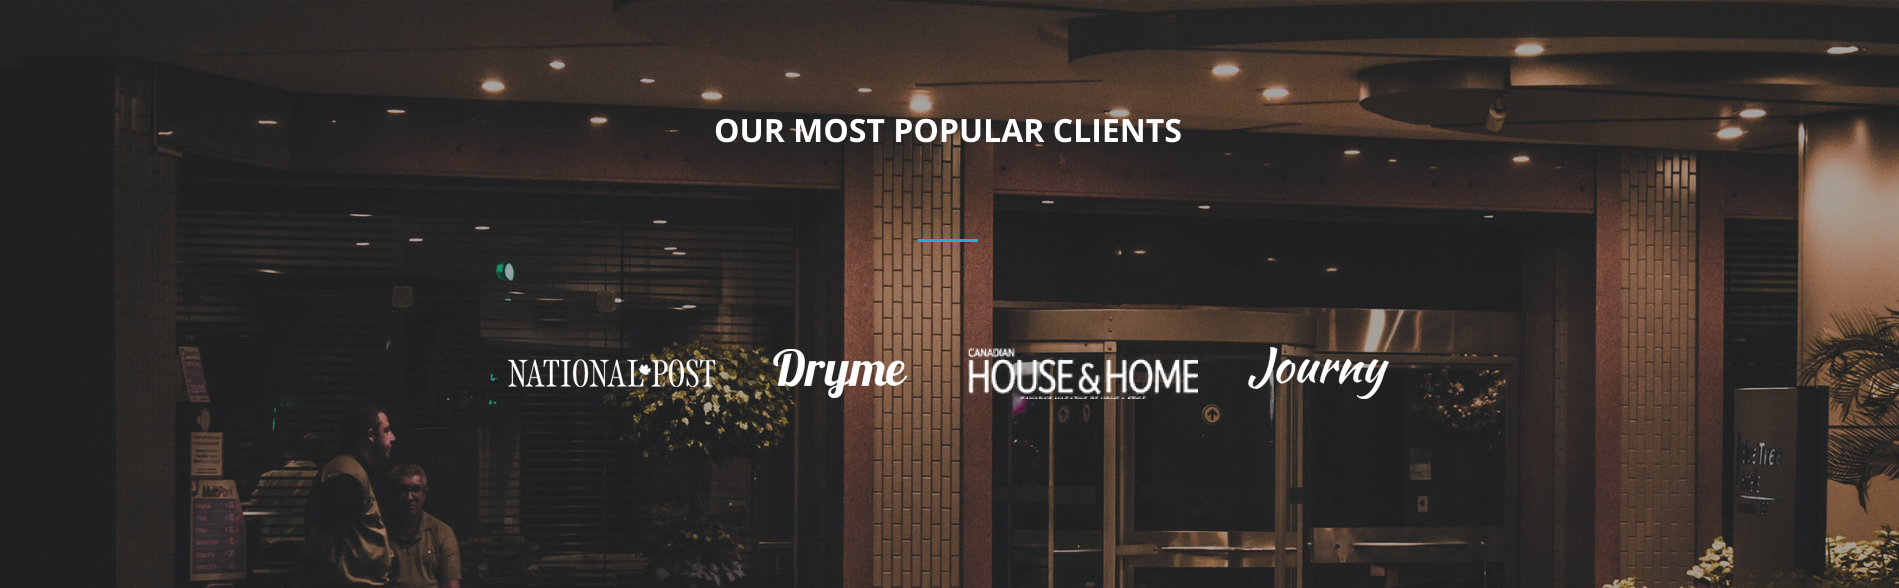 OUR MOST POPULAR CLIENTS
NATIONAL POST
Dryme
CANADIAN
HOUSE & HOME
Journy